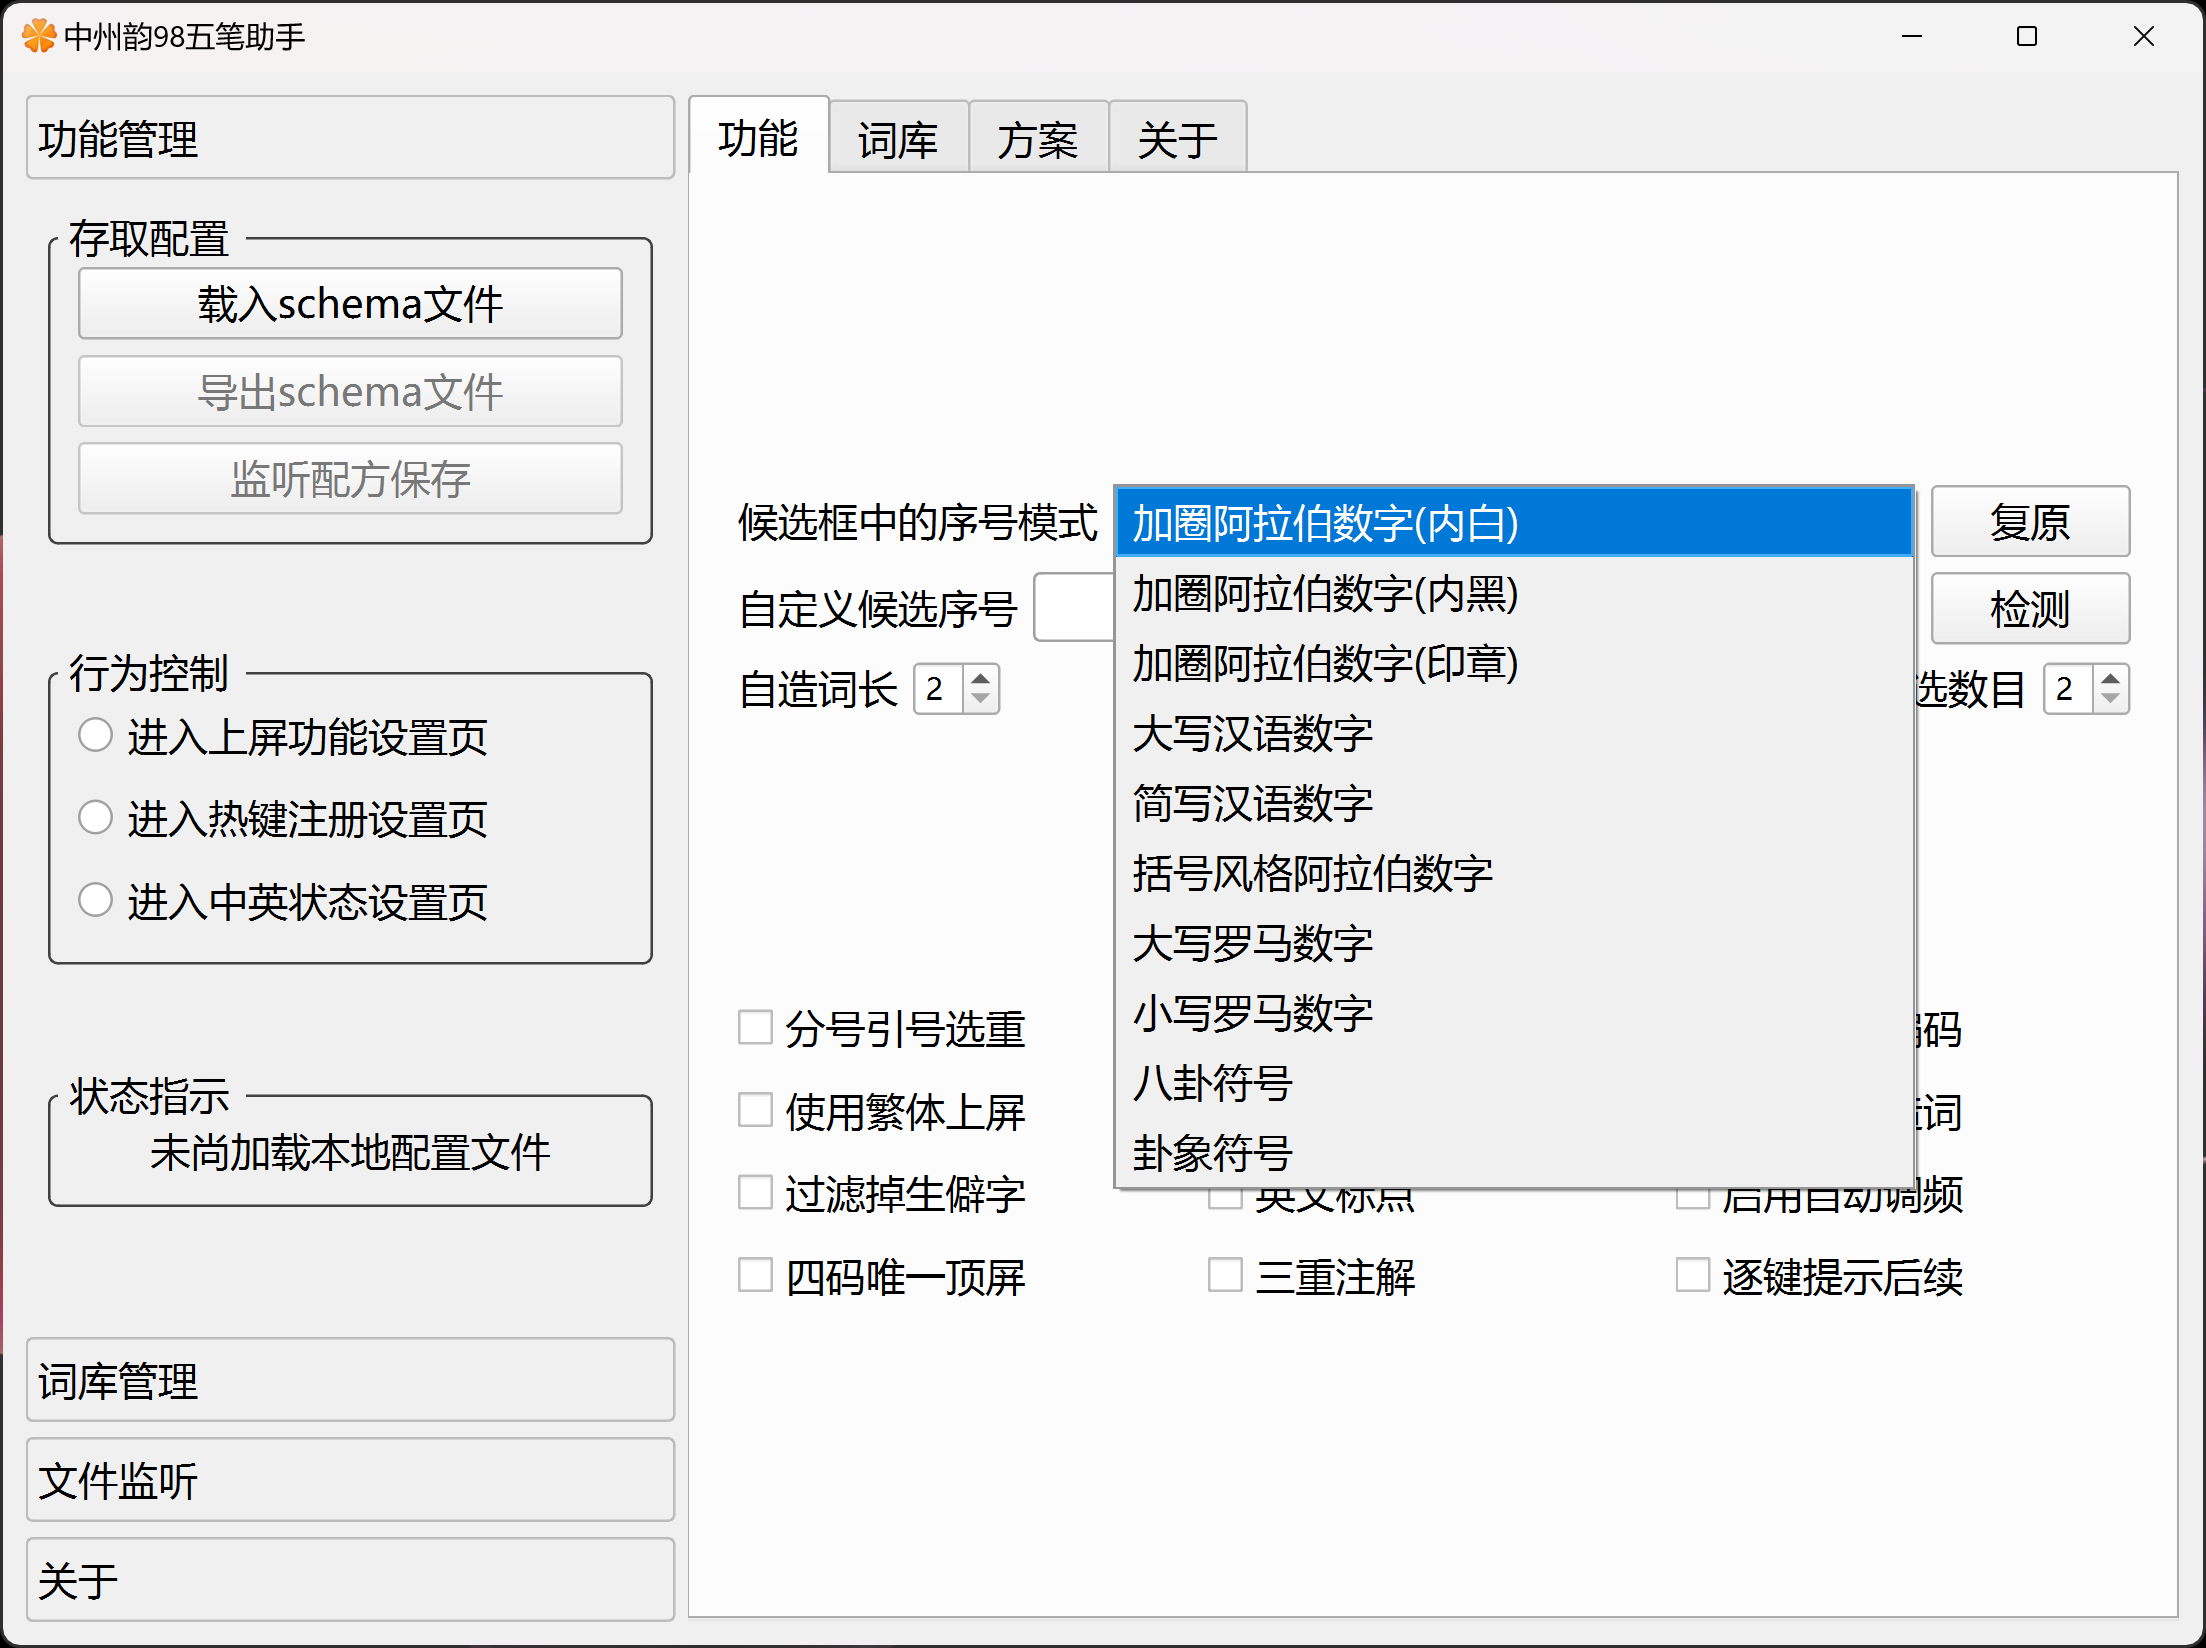 中州韵98五笔助手
功能管理
存取配置
载入schema文件
导出schema文件
监听配方保存
行为控制
进入上屏功能设置页
进入热键注册设置页
进入中英状态设置页
状态指示
未尚加载本地配置文件
词库管理
文件监听
关于
功能 词库 方案 关于
候选框中的序号模式 加圈阿拉伯数字(内白) 复原
加圈阿拉伯数字(内黑)
自定义候选序号 检测
加圈阿拉伯数字(印章)
自造词长 2 选数目 2
大写汉语数字
简写汉语数字
括号风格阿拉伯数字
大写罗马数字
小写罗马数字
八卦符号
卦象符号
分号引号选重 码
使用繁体上屏 词
过滤掉生僻字 英文标点 启用自动调频
四码唯一顶屏 三重注解 逐键提示后续